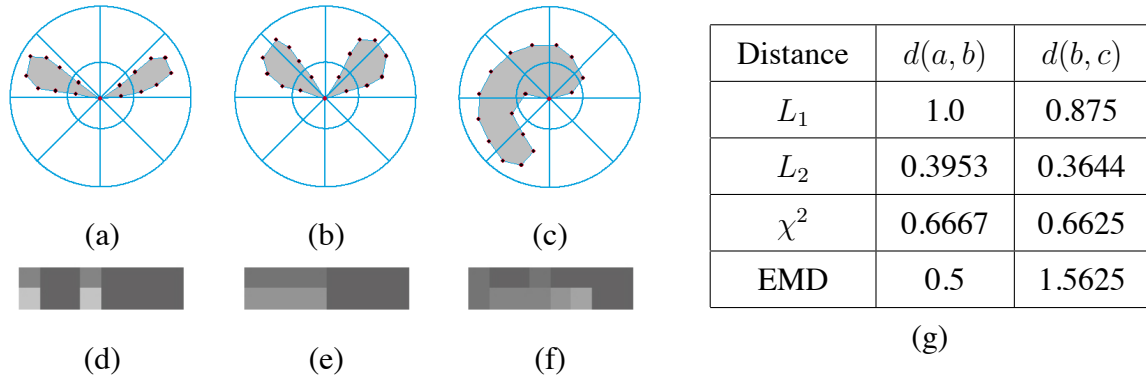 (a) (b) (c)
(d) (e) (f)
Distance d(a, b) d(b, c)
L₁ 1.0 0.875
L₂ 0.3953 0.3644
χ² 0.6667 0.6625
EMD 0.5 1.5625
(g)